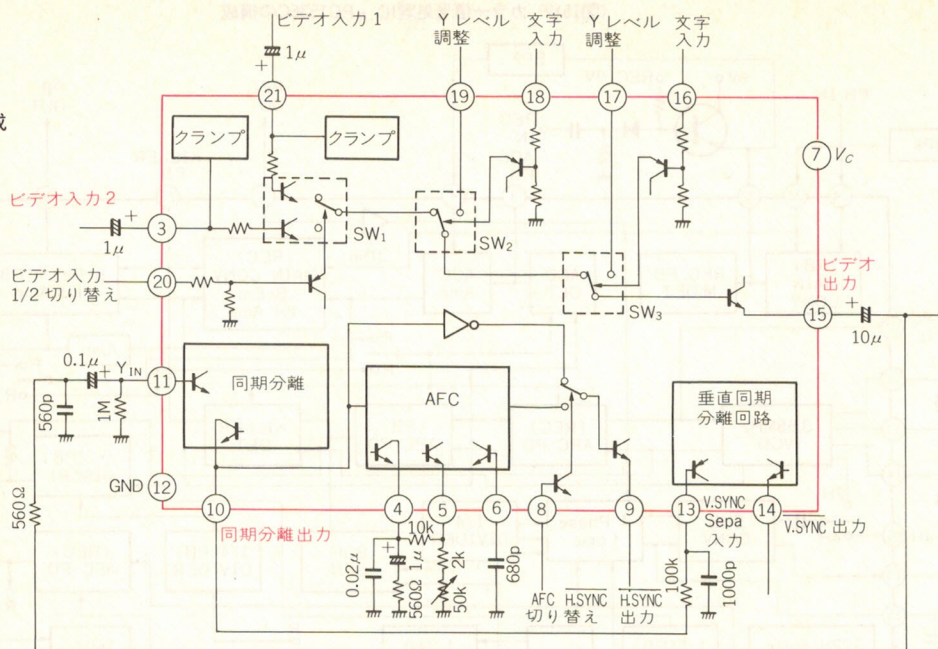 ビデオ入力1
Yレベル
調整
文字
入力
Yレベル
調整
文字
入力
1μ
+
21
19
18
17
16
クランプ
クランプ
7
VC
ビデオ入力2
+
3
1μ
SW1
SW2
ビデオ入力
1/2切り替え
20
SW3
ビデオ
出力
15
+
10μ
0.1μ
+
YIN
11
同期分離
AFC
垂直同期
分離回路
560p
1M
GND
12
560Ω
10
同期分離出力
4
5
6
8
9
13
V.SYNC
Sepa
入力
14
V.SYNC 出力
10k
+
0.02μ
1μ
560Ω
2k
50k
680p
AFC
切り替え
H.SYNC
H.SYNC
出力
100k
1000p